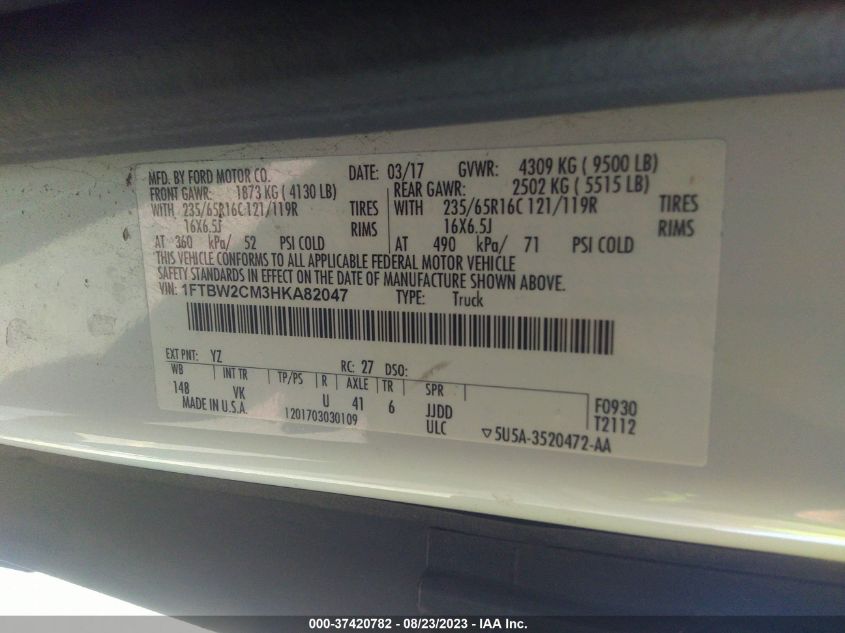 MFD. BY FORD MOTOR CO. DATE: 03/17 GVWR: 4309 KG ( 9500 LB)
FRONT GAWR: 1873 KG ( 4130 LB) REAR GAWR: 2502 KG ( 5515 LB)
WITH 235/65R16C 121/119R TIRES WITH 235/65R16C 121/119R TIRES
16X6.5J RIMS 16X6.5J RIMS
AT 360 kPa/ 52 PSI COLD AT 490 kPa/ 71 PSI COLD
THIS VEHICLE CONFORMS TO ALL APPLICABLE FEDERAL MOTOR VEHICLE
SAFETY STANDARDS IN EFFECT ON THE DATE OF MANUFACTURE SHOWN ABOVE.
VIN: 1FTBW2CM3HKA82047 TYPE: Truck
EXT PNT: YZ RC: 27 DSO:
WB INT TR TP/PS R AXLE TR SPR
148 VK U 41 6 JJDD F0930
MADE IN U.S.A. 1201703030109 ULC T2112
▽5U5A-3520472-AA
000-37420782 - 08/23/2023 - IAA Inc.